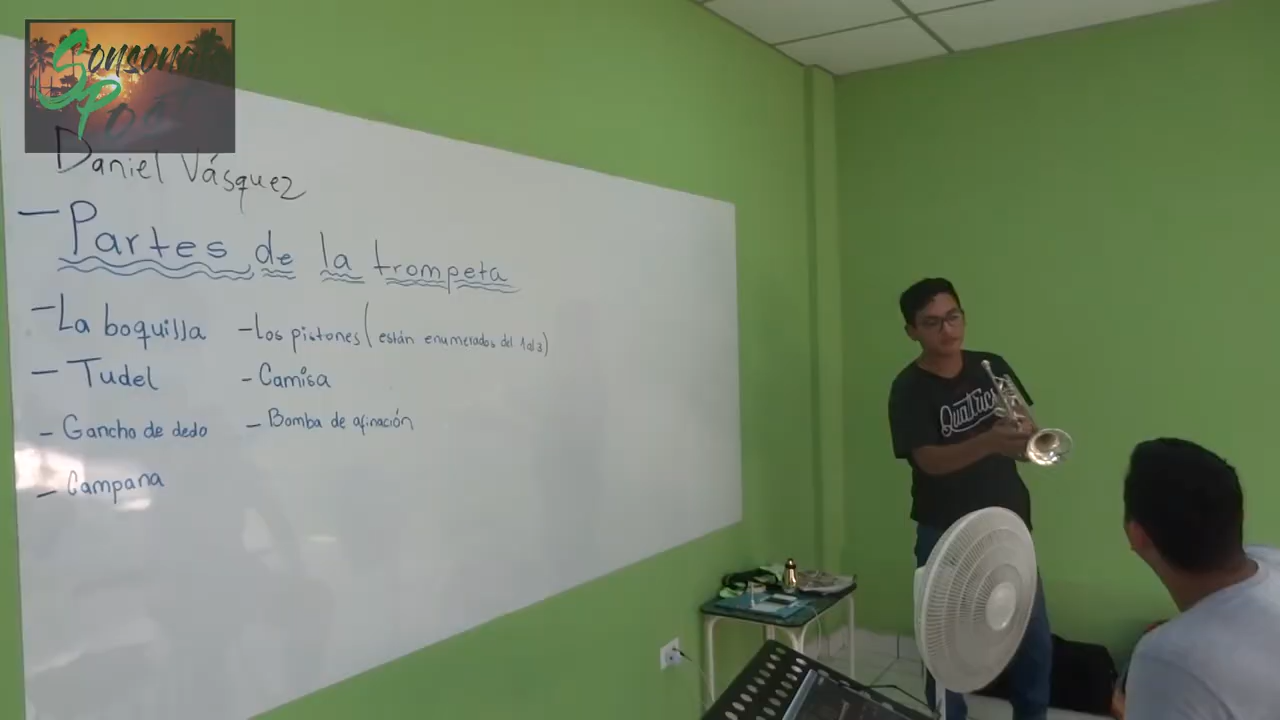 Sonsonate
Daniel Vásquez
- Partes de la trompeta
- La boquilla
- Tudel
- Gancho de dedo
- Campana
- Los pistones (están enumerados del 1 al 3)
- Camisa
- Bomba de afinación